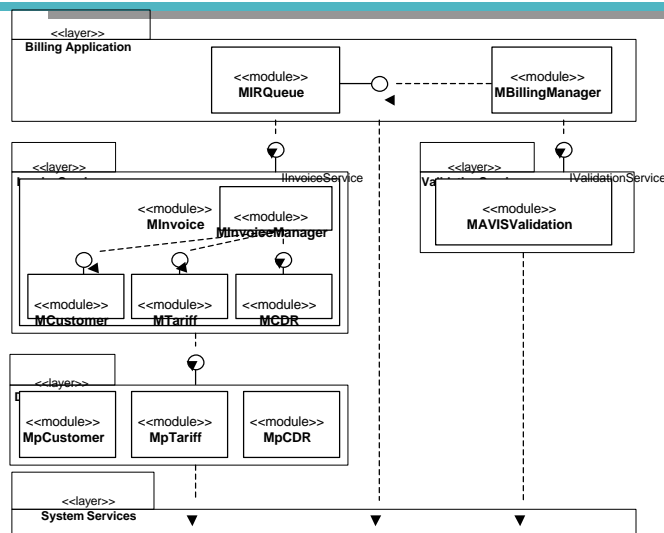 <<layer>>
Billing Application
<<module>>
MIRQueue
<<module>>
MBillingManager
<<layer>>
IInvoiceService
<<layer>>
IValidationService
<<module>>
MInvoice
<<module>>
MInvoiceManager
<<module>>
MAVISValidation
<<module>>
MCustomer
<<module>>
MTariff
<<module>>
MCDR
<<layer>>
<<module>>
MpCustomer
<<module>>
MpTariff
<<module>>
MpCDR
<<layer>>
System Services